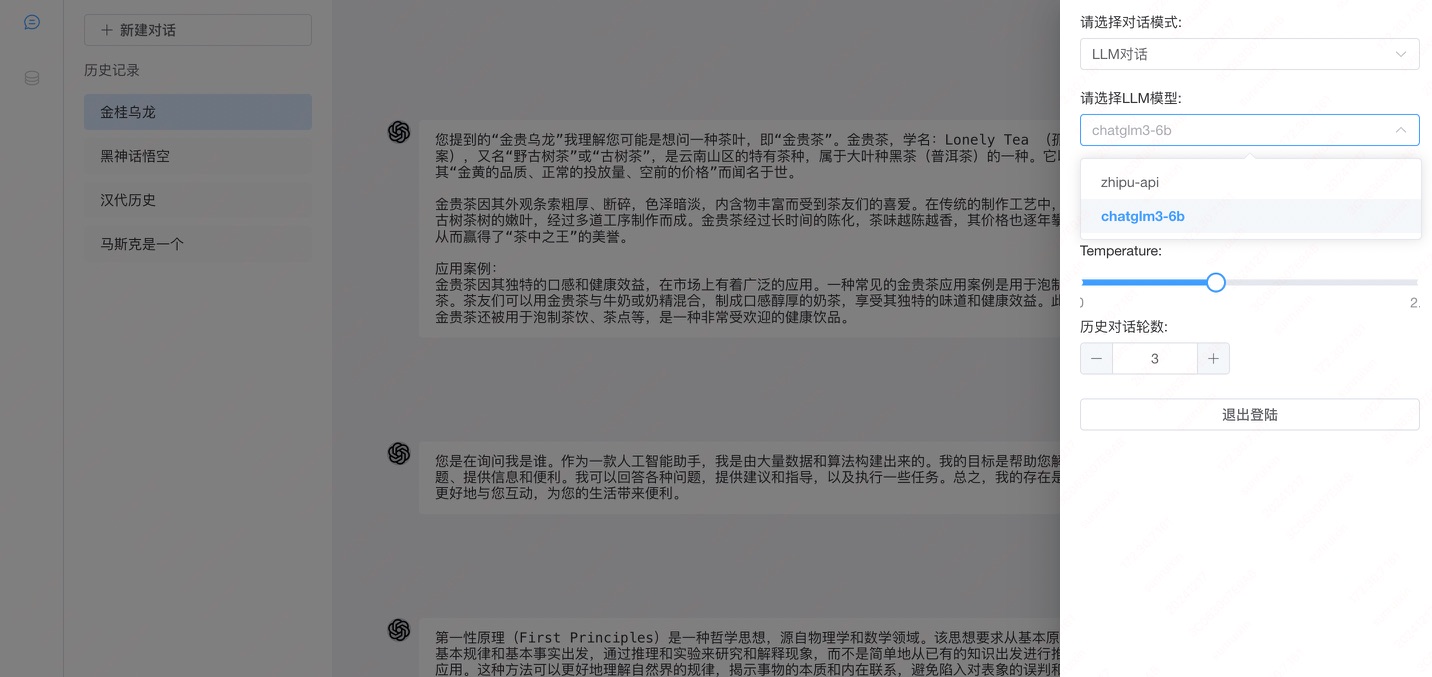 新建对话
历史记录
金桂乌龙
黑神话悟空
汉代历史
马斯克是一个
您提到的“金贵乌龙”我理解您可能是想问一种茶叶，即“金贵茶”。金贵茶，学名：Lonely Tea （孤
案），又名“野古树茶”或“古树茶”，是云南山区的特有茶种，属于大叶种黑茶（普洱茶）的一种。它以
其“金黄的品质、正常的投放量、空前的价格”而闻名于世。
金贵茶因其外观条索粗厚、断碎，色泽暗淡，内含物丰富而受到茶友们的喜爱。在传统的制作工艺中，
古树茶树的嫩叶，经过多道工序制作而成。金贵茶经过长时间的陈化，茶味越陈越香，其价格也逐年攀
从而赢得了“茶中之王”的美誉。
应用案例：
金贵茶因其独特的口感和健康效益，在市场上有着广泛的应用。一种常见的金贵茶应用案例是用于泡制
茶。茶友们可以用金贵茶与牛奶或奶精混合，制成口感醇厚的奶茶，享受其独特的味道和健康效益。此
金贵茶还被用于泡制茶饮、茶点等，是一种非常受欢迎的健康饮品。
您是在询问我是谁。作为一款人工智能助手，我是由大量数据和算法构建出来的。我的目标是帮助您解
题、提供信息和便利。我可以回答各种问题，提供建议和指导，以及执行一些任务。总之，我的存在是
更好地与您互动，为您的生活带来便利。
第一性原理（First Principles）是一种哲学思想，源自物理学和数学领域。该思想要求从基本原
基本规律和基本事实出发，通过推理和实验来研究和解释现象，而不是简单地从已有的知识出发进行推
应用。这种方法可以更好地理解自然界的规律，揭示事物的本质和内在联系，避免陷入对表象的误判和
请选择对话模式:
LLM对话
请选择LLM模型:
chatglm3-6b
zhipu-api
chatglm3-6b
Temperature:
0 2.
历史对话轮数:
3
退出登陆